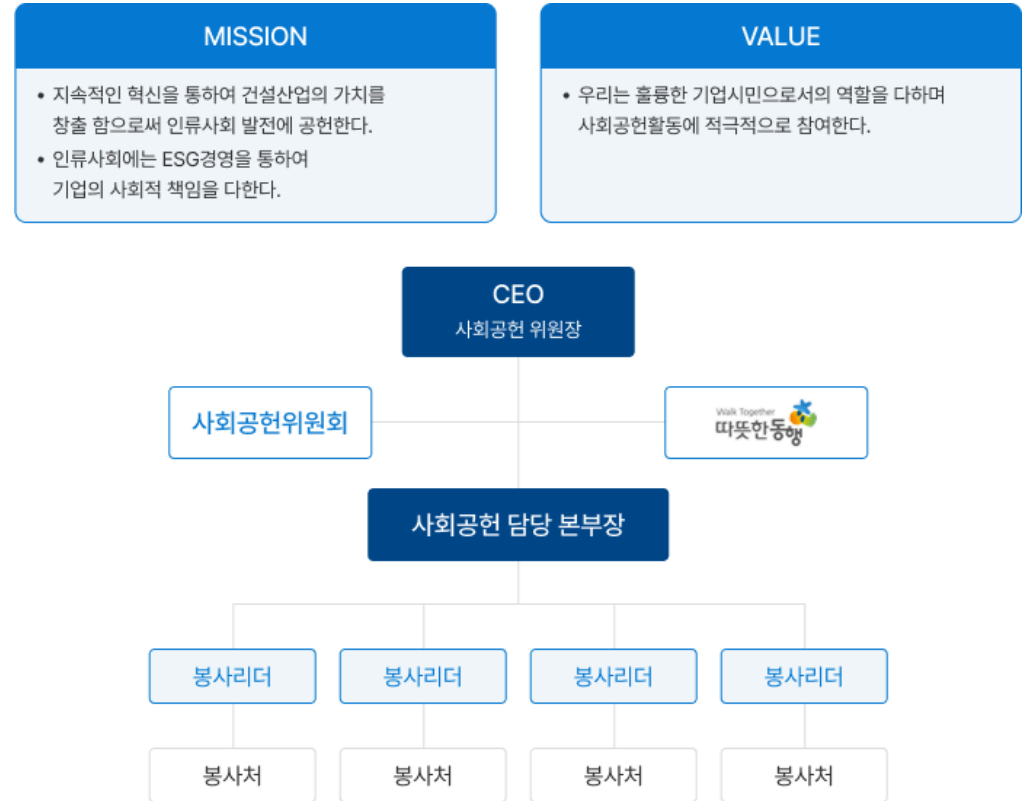 MISSION
• 지속적인 혁신을 통하여 건설산업의 가치를
창출 함으로써 인류사회 발전에 공헌한다.
• 인류사회에는 ESG경영을 통하여
기업의 사회적 책임을 다한다.
VALUE
• 우리는 훌륭한 기업시민으로서의 역할을 다하며
사회공헌활동에 적극적으로 참여한다.
CEO
사회공헌 위원장
사회공헌위원회
Walk Together
따뜻한동행
사회공헌 담당 본부장
봉사리더
봉사리더
봉사리더
봉사리더
봉사처
봉사처
봉사처
봉사처